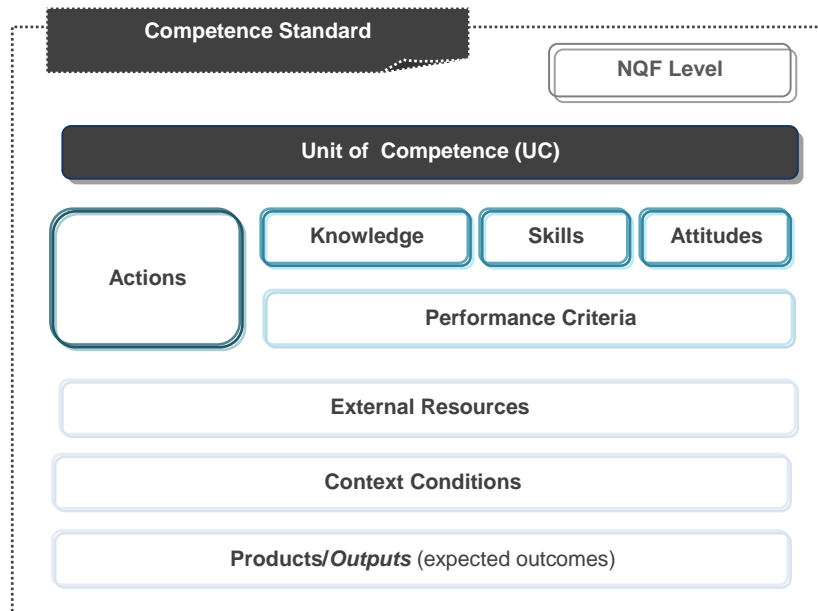 Competence Standard
NQF Level
Unit of Competence (UC)
Knowledge
Skills
Attitudes
Actions
Performance Criteria
External Resources
Context Conditions
Products/Outputs (expected outcomes)